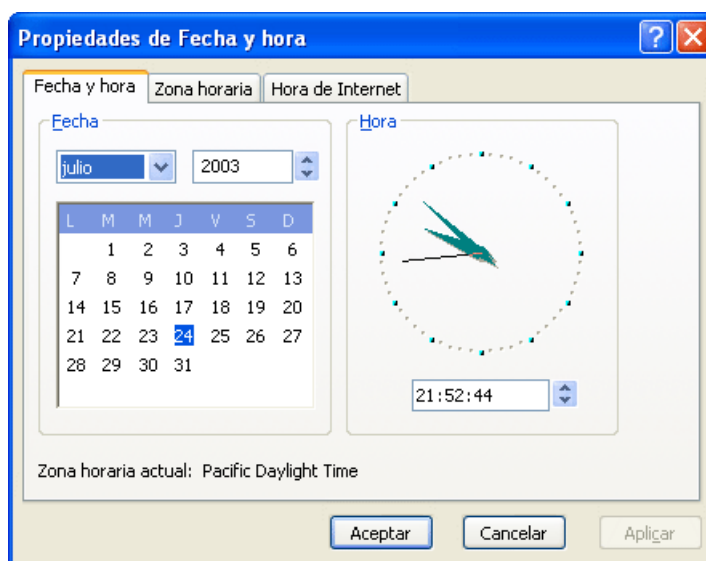 Propiedades de Fecha y hora
Fecha y hora Zona horaria Hora de Internet
Fecha
julio 2003
L M M J V S D
1 2 3 4 5 6
7 8 9 10 11 12 13
14 15 16 17 18 19 20
21 22 23 24 25 26 27
28 29 30 31
Hora
21:52:44
Zona horaria actual: Pacific Daylight Time
Aceptar Cancelar Aplicar